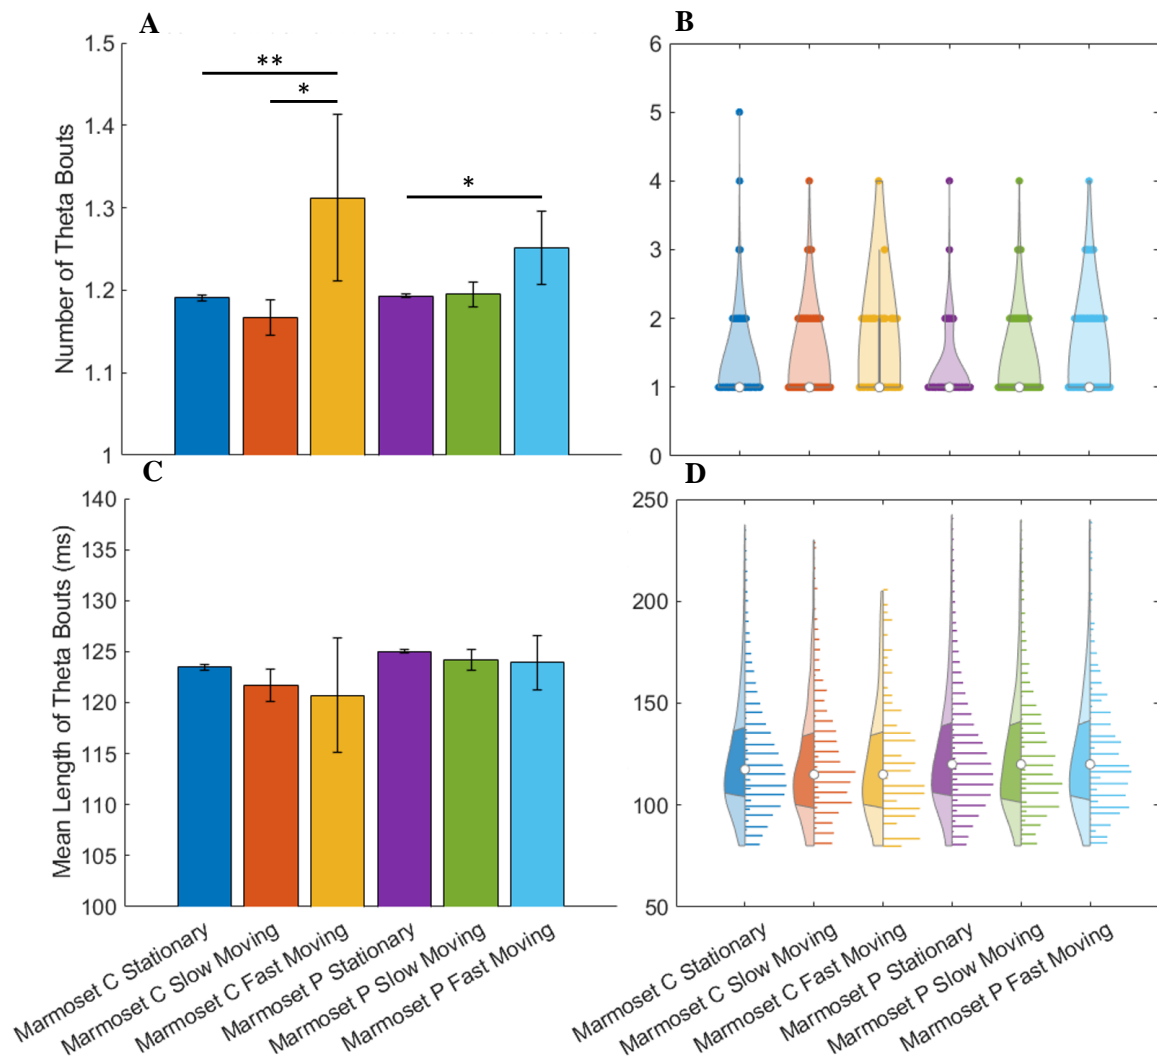 A
B
1.5
1.4
1.3
1.2
1.1
1
Number of Theta Bouts
**
*
*
6
5
4
3
2
1
0
C
D
140
135
130
125
120
115
110
105
100
Mean Length of Theta Bouts (ms)
250
200
150
100
50
Marmoset C Stationary
Marmoset C Slow Moving
Marmoset C Fast Moving
Marmoset P Stationary
Marmoset P Slow Moving
Marmoset P Fast Moving
Marmoset C Stationary
Marmoset C Slow Moving
Marmoset C Fast Moving
Marmoset P Stationary
Marmoset P Slow Moving
Marmoset P Fast Moving